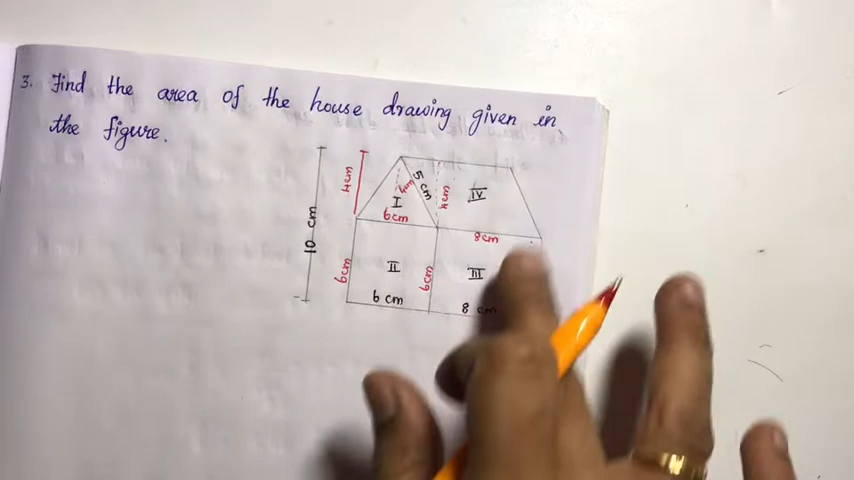 3. Find the area of the house drawing given in
the figure.
4cm
5 cm
4cm
4cm
IV
I
6cm
10 cm
8cm
6cm
II
6cm
III
6 cm
8 cm